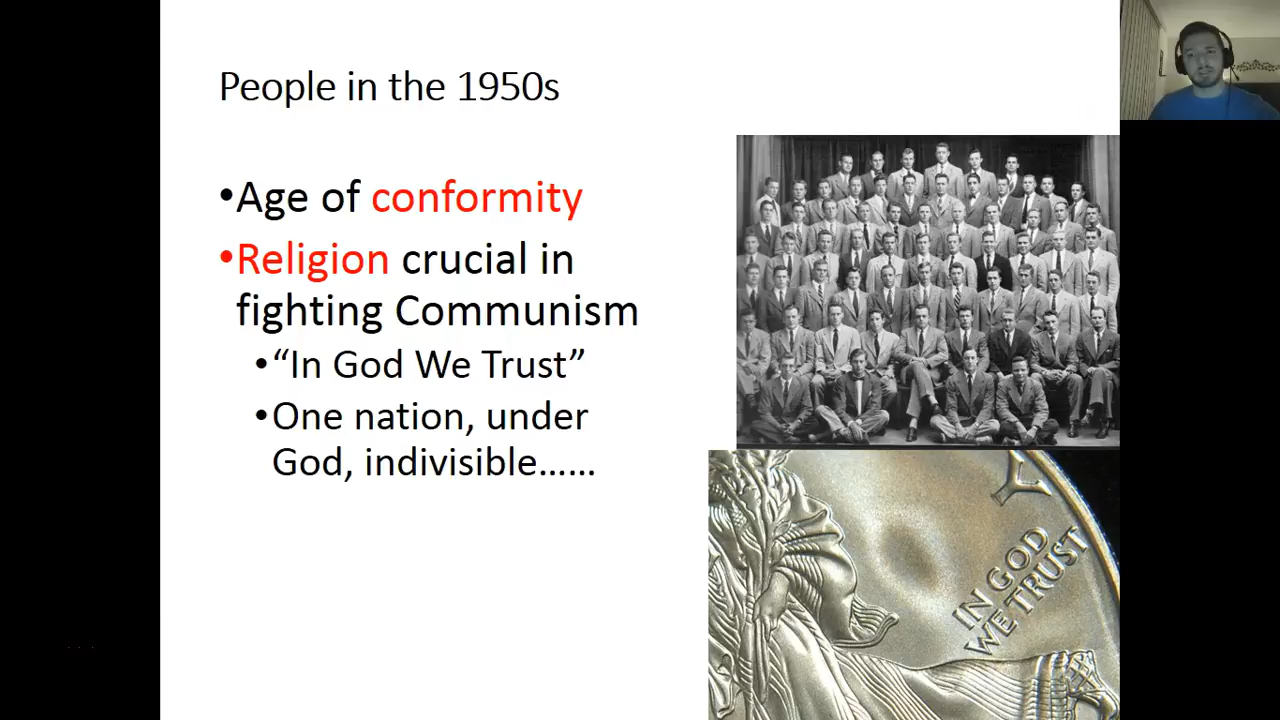 People in the 1950s
•Age of conformity
•Religion crucial in
fighting Communism
•“In God We Trust”
•One nation, under
God, indivisible……
Y
IN GOD
WE TRUST